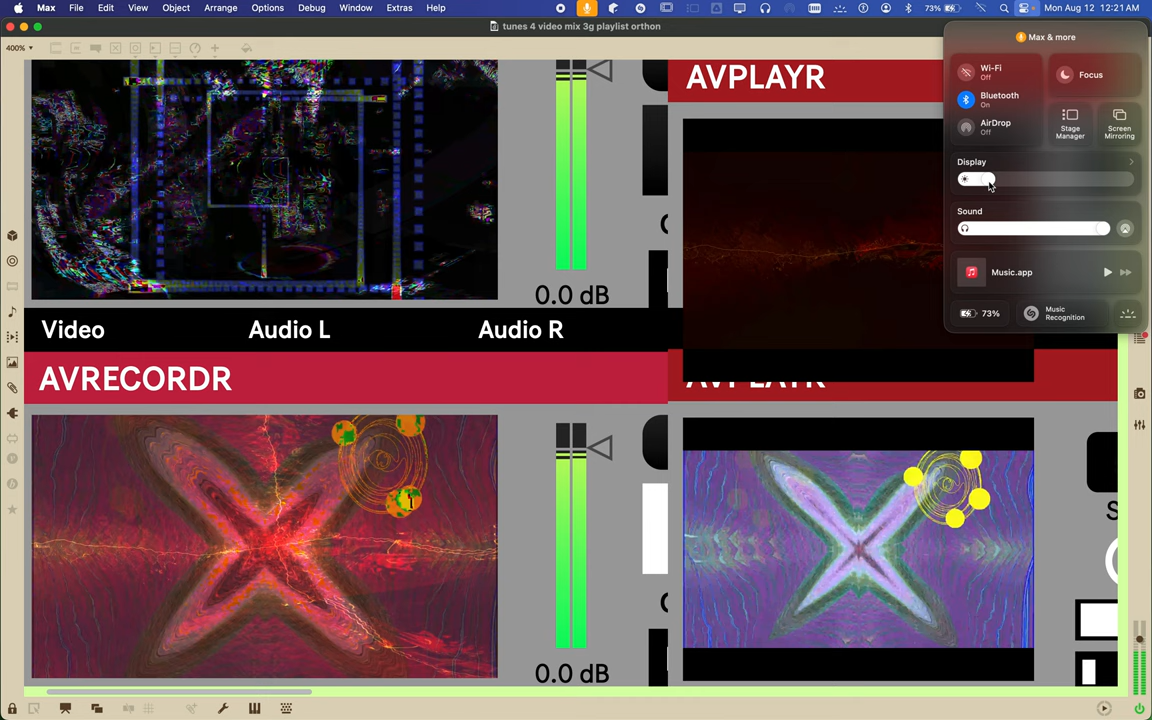 Max File Edit View Object Arrange Options Debug Window Extras Help 73% Mon Aug 12 12:21 AM
tunes 4 video mix 3g playlist orthon
400%
Max & more
Wi-Fi
Off
Bluetooth
On
AirDrop
Off
Focus
Stage
Manager
Screen
Mirroring
Display
Sound
Music.app
73%
Music
Recognition
AVPLAYR
0.0 dB
Video Audio L Audio R
AVRECORDR
AVPLAYR
0.0 dB